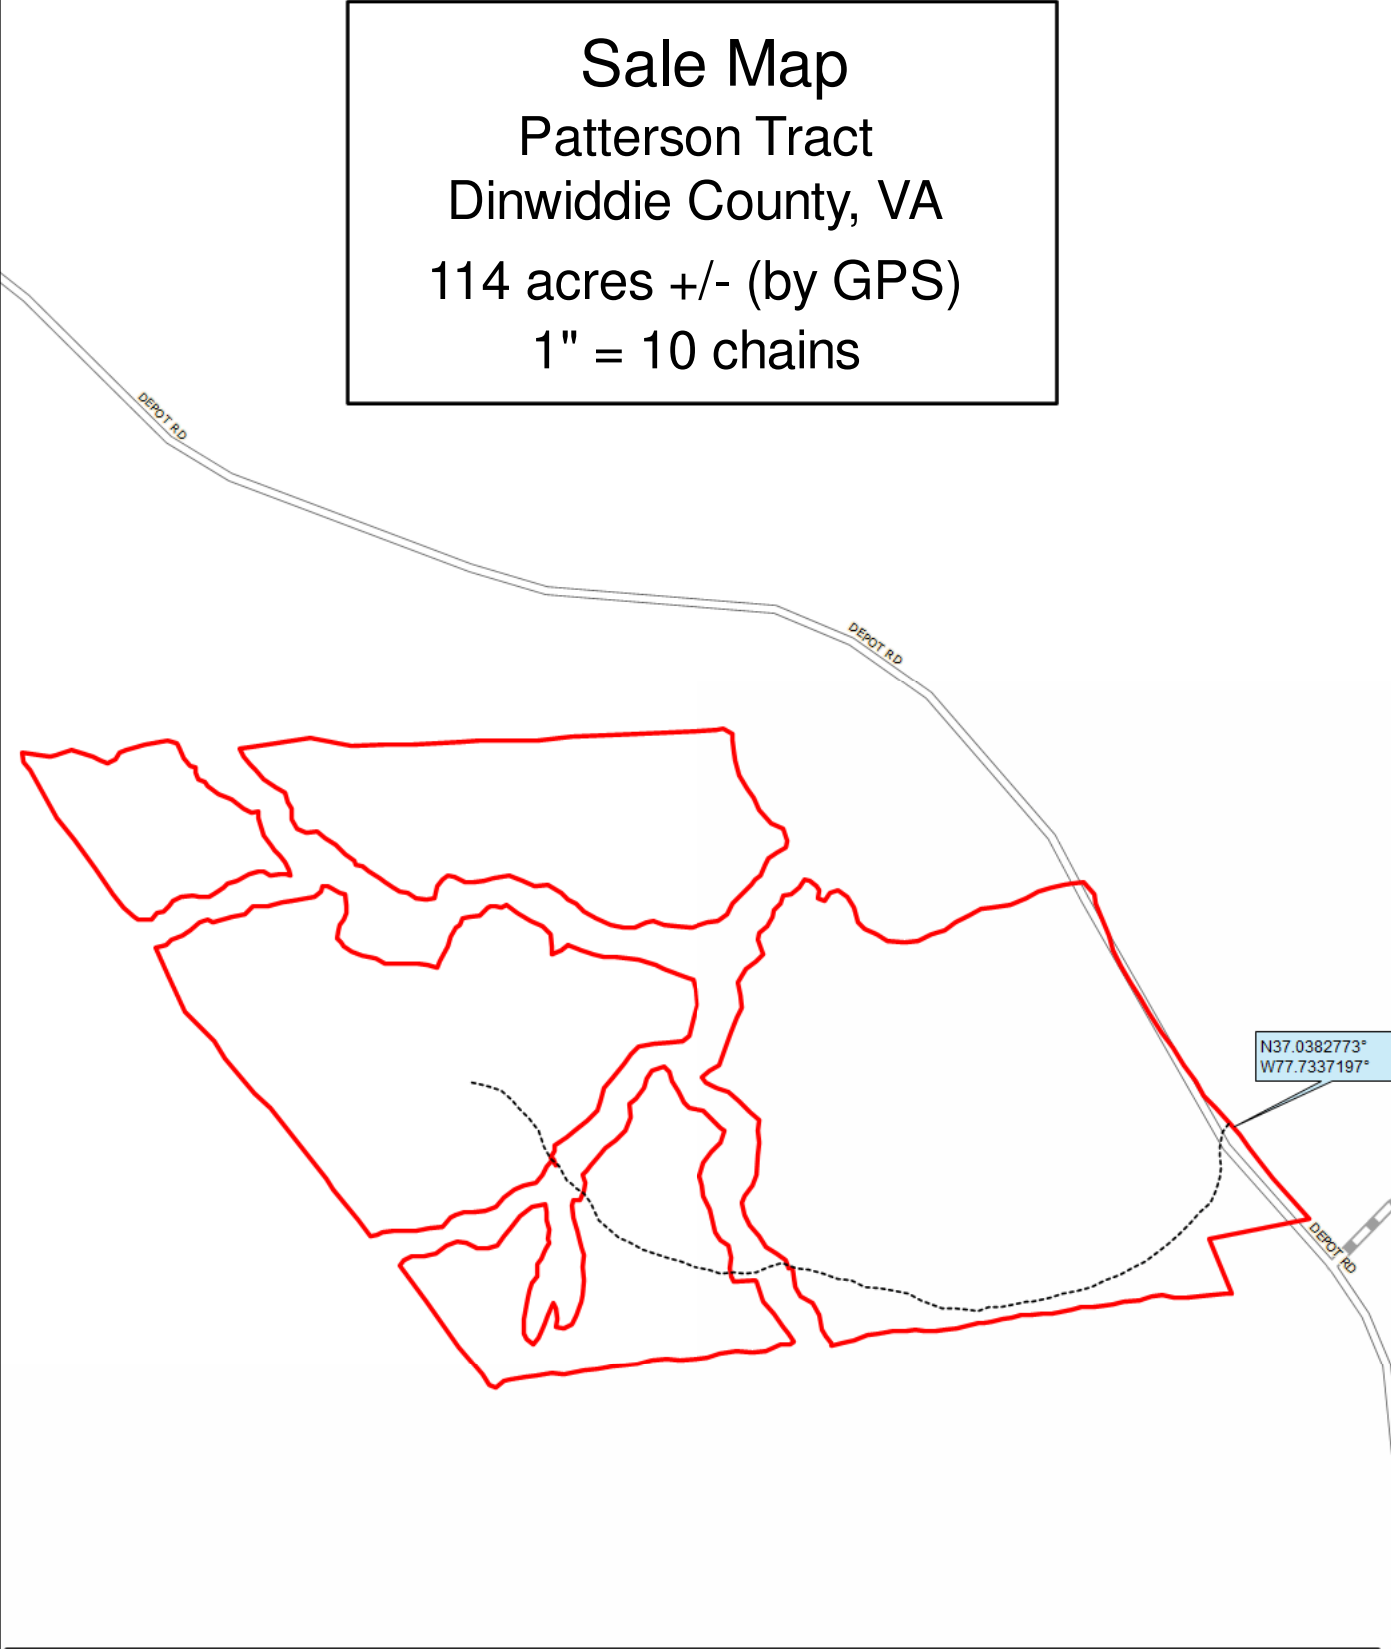 Sale Map
Patterson Tract
Dinwiddie County, VA
114 acres +/- (by GPS)
1" = 10 chains
DEPOT RD
DEPOT RD
N37.0382773°
W77.7337197°
DEPOT RD